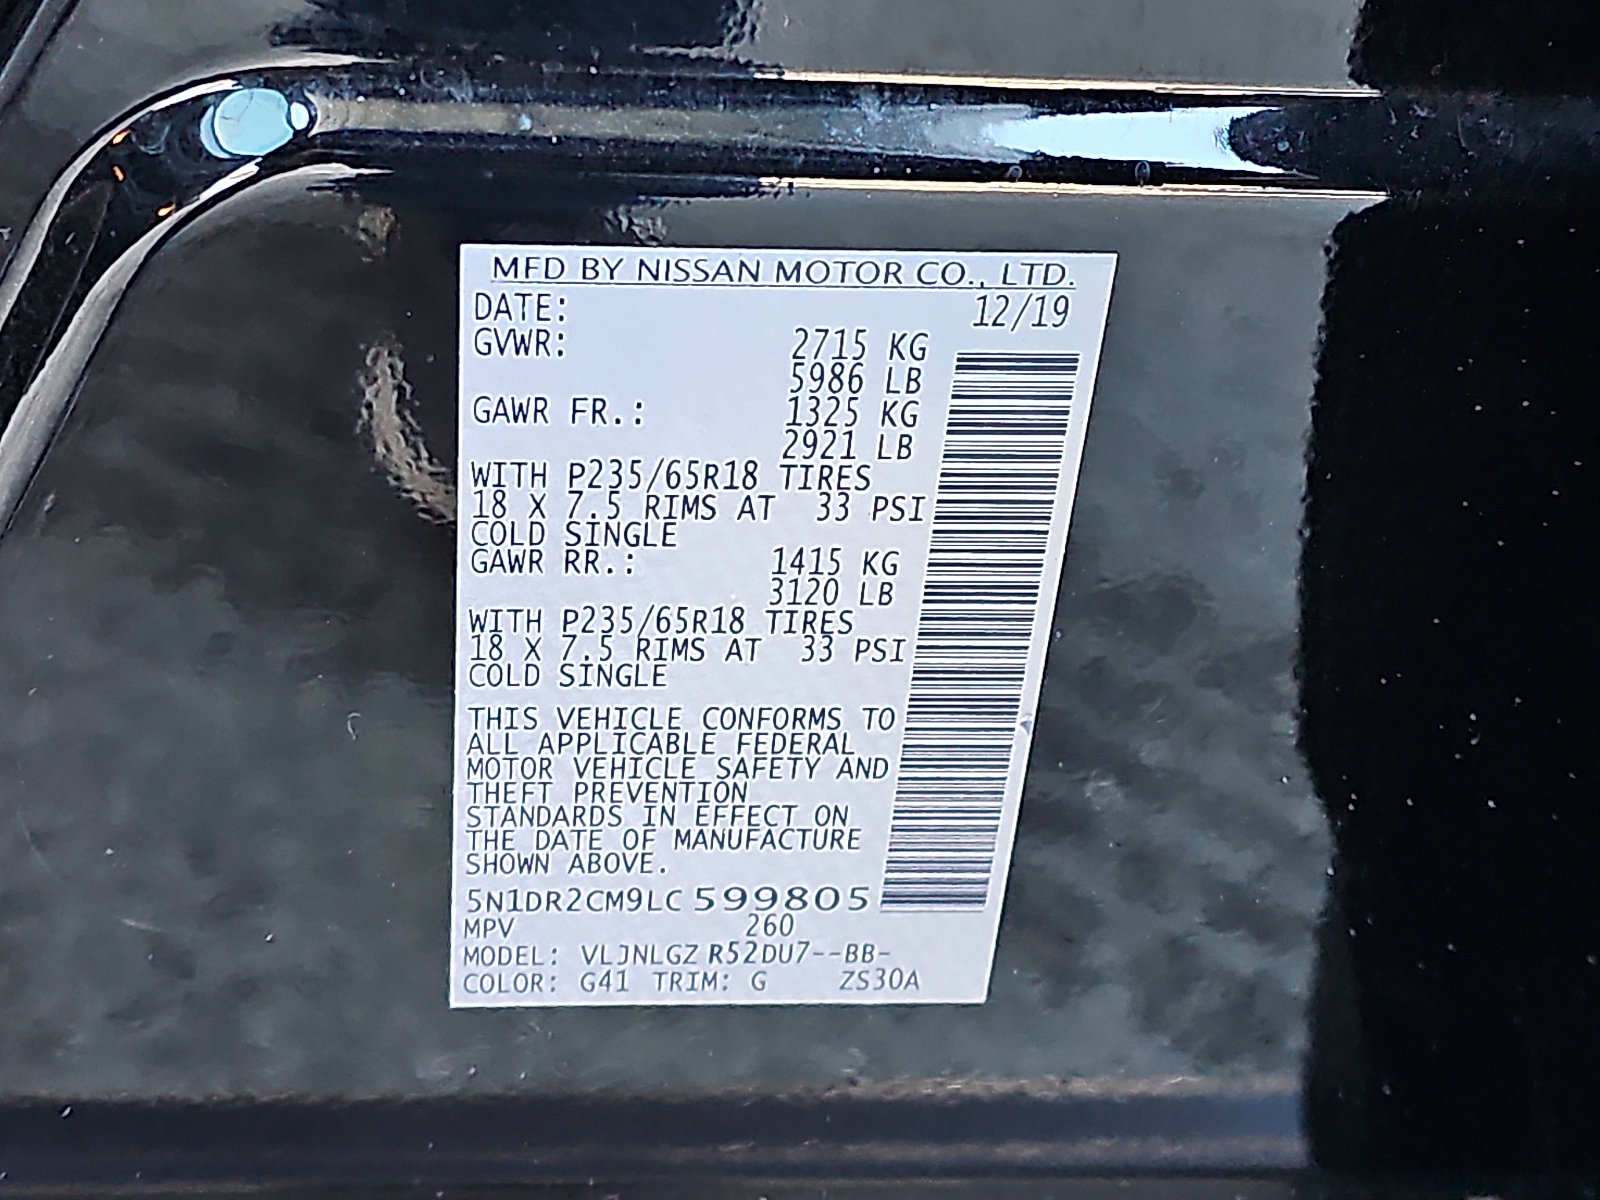 MFD BY NISSAN MOTOR CO., LTD.
DATE: 12/19
GVWR: 2715 KG
5986 LB
GAWR FR.: 1325 KG
2921 LB
WITH P235/65R18 TIRES
18 X 7.5 RIMS AT 33 PSI
COLD SINGLE
GAWR RR.: 1415 KG
3120 LB
WITH P235/65R18 TIRES
18 X 7.5 RIMS AT 33 PSI
COLD SINGLE
THIS VEHICLE CONFORMS TO
ALL APPLICABLE FEDERAL
MOTOR VEHICLE SAFETY AND
THEFT PREVENTION
STANDARDS IN EFFECT ON
THE DATE OF MANUFACTURE
SHOWN ABOVE.
5N1DR2CM9LC599805
MPV 260
MODEL: VLJNLGZ R52DU7--BB-
COLOR: G41 TRIM: G ZS30A